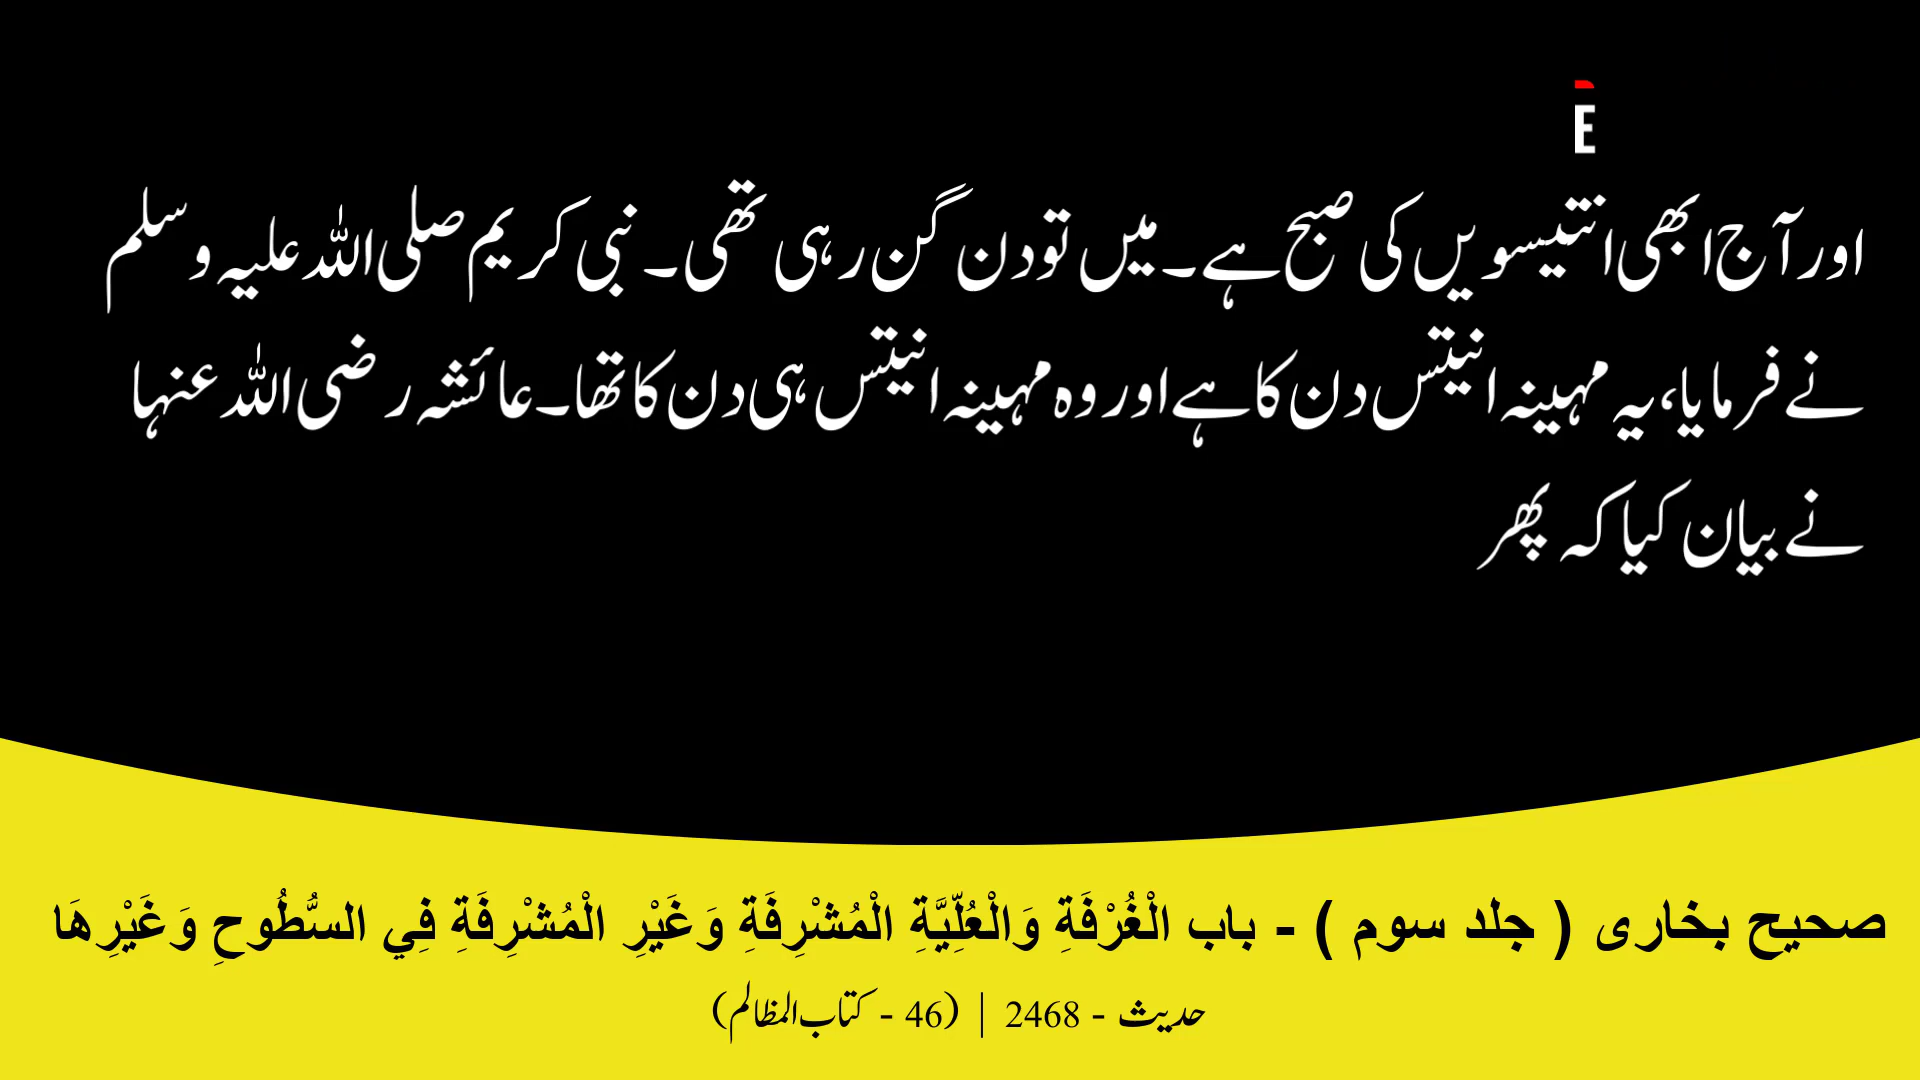 E
اور آج ابھی انتیسویں کی صبح ہے۔ میں تو دن گن رہی تھی۔ نبی کریم صلی اللہ علیہ وسلم
نے فرمایا، یہ مہینہ انیتس دن کا ہے اور وہ مہینہ انیتس ہی دن کا تھا۔ عائشہ رضی اللہ عنہا
نے بیان کیا کہ پھر
صحيح بخاری ( جلد سوم ) - باب الْغُرْفَةِ وَالْعُلِّيَّةِ الْمُشْرِفَةِ وَغَيْرِ الْمُشْرِفَةِ فِي السُّطُوحِ وَغَيْرِهَا
حدیث - 2468 | (46 - کتاب المظالم)